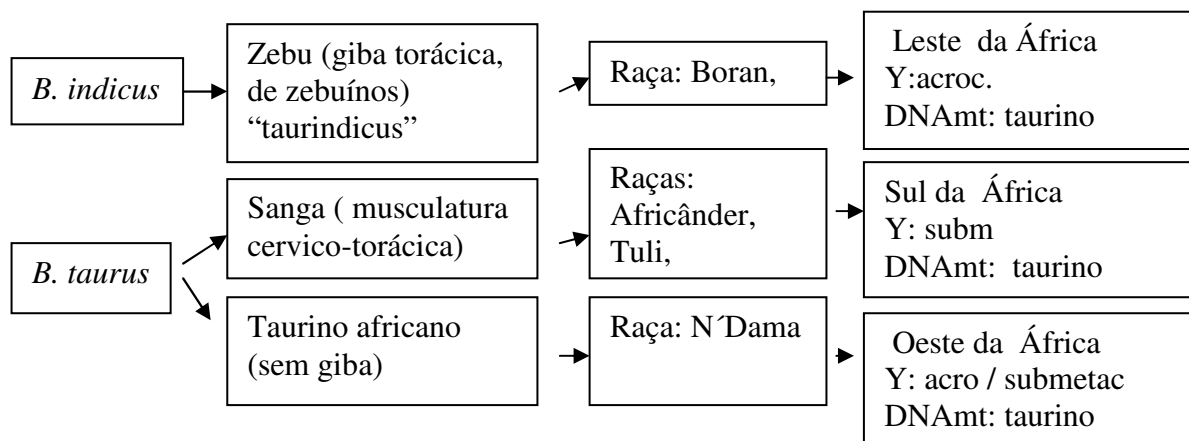 B. indicus
Zebu (giba torácica,
de zebuínos)
“taurindicus”
Raça: Boran,
Leste da África
Y:acroc.
DNAmt: taurino
B. taurus
Sanga ( musculatura
cervico-torácica)
Raças:
Africânder,
Tuli,
Sul da África
Y: subm
DNAmt: taurino
Taurino africano
(sem giba)
Raça: N´Dama
Oeste da África
Y: acro / submetac
DNAmt: taurino